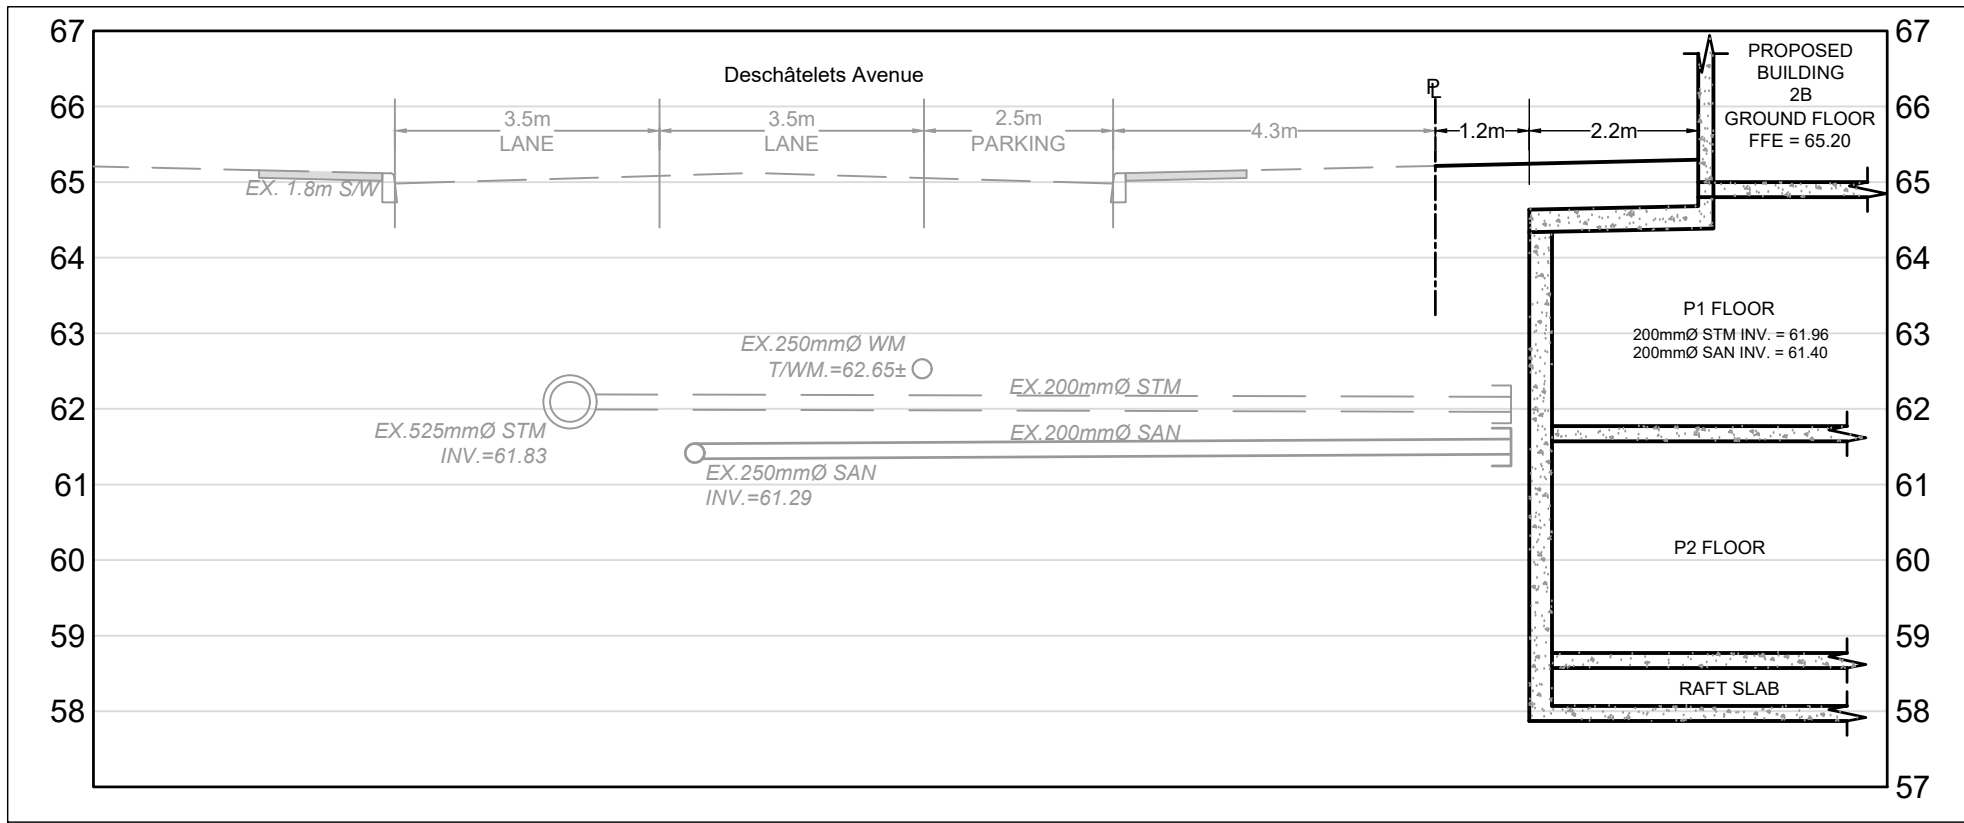 67
66
65
64
63
62
61
60
59
58
57
Deschâtelets Avenue
3.5m
LANE
3.5m
LANE
2.5m
PARKING
4.3m
PL
1.2m
2.2m
PROPOSED
BUILDING
2B
GROUND FLOOR
FFE = 65.20
EX. 1.8m S/W
P1 FLOOR
200mmØ STM INV. = 61.96
200mmØ SAN INV. = 61.40
EX.250mmØ WM
T/WM.=62.65±
EX.200mmØ STM
EX.525mmØ STM
INV.=61.83
EX.200mmØ SAN
EX.250mmØ SAN
INV.=61.29
P2 FLOOR
RAFT SLAB
67
66
65
64
63
62
61
60
59
58
57